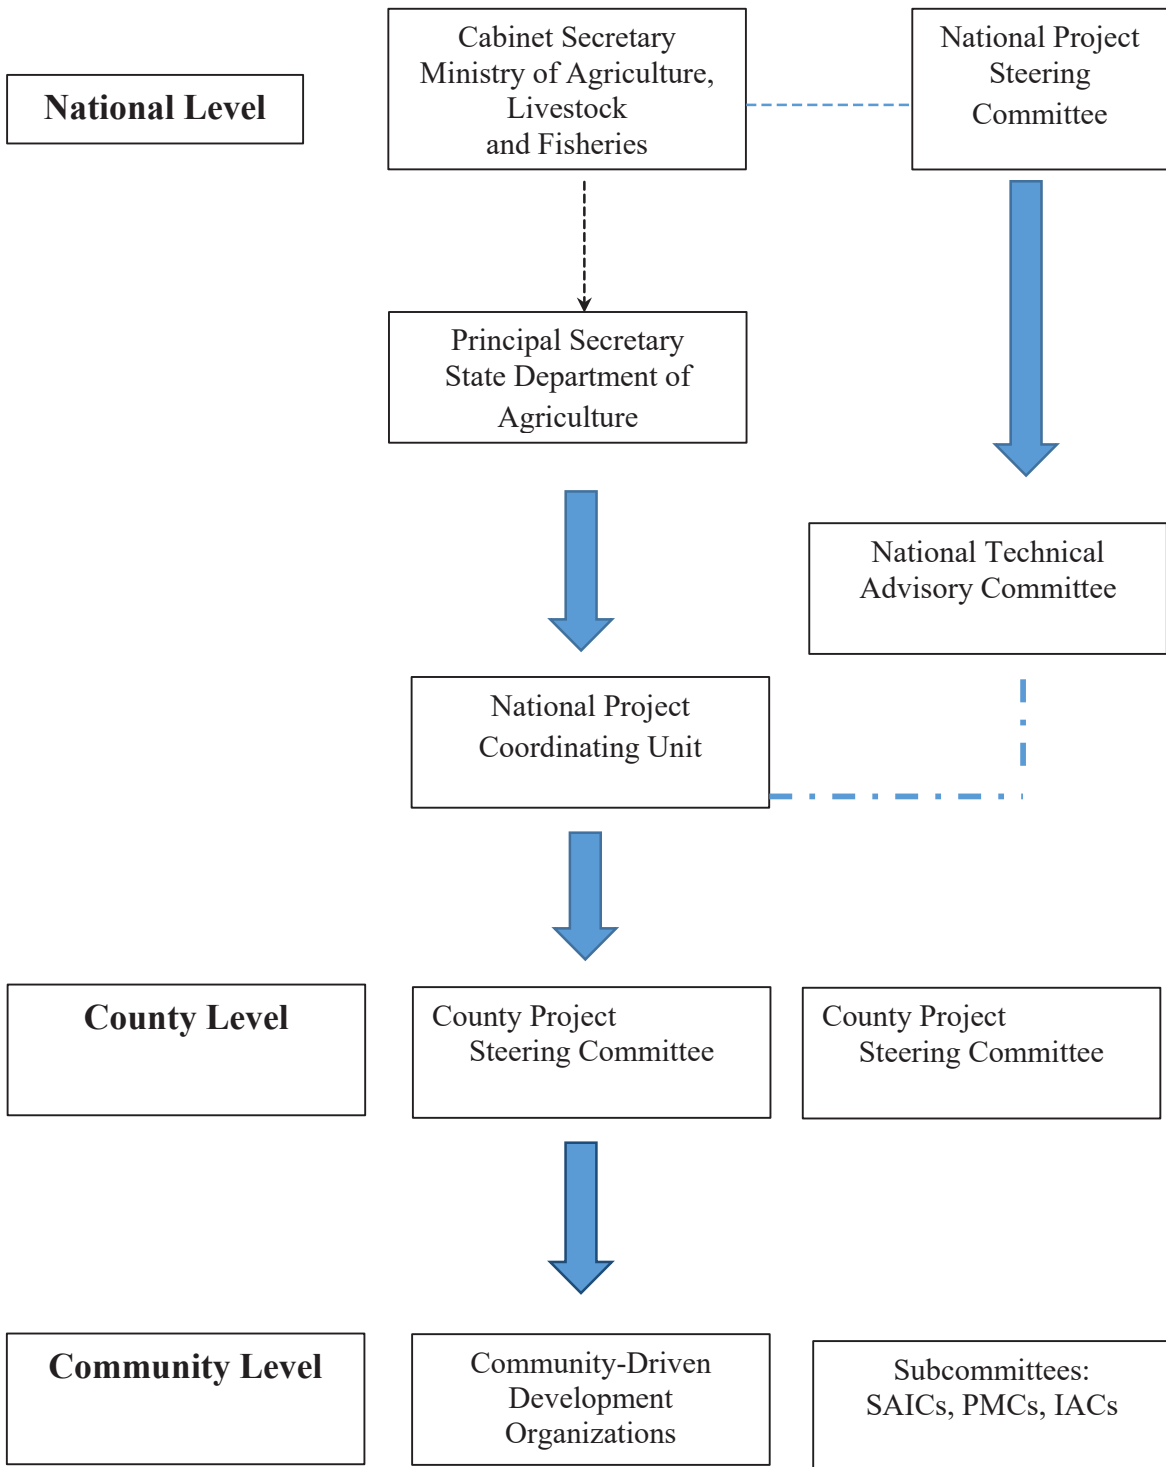 National Level
Cabinet Secretary
Ministry of Agriculture,
Livestock
and Fisheries
National Project
Steering
Committee
Principal Secretary
State Department of
Agriculture
National Technical
Advisory Committee
National Project
Coordinating Unit
County Level
County Project
Steering Committee
County Project
Steering Committee
Community Level
Community-Driven
Development
Organizations
Subcommittees:
SAICs, PMCs, IACs